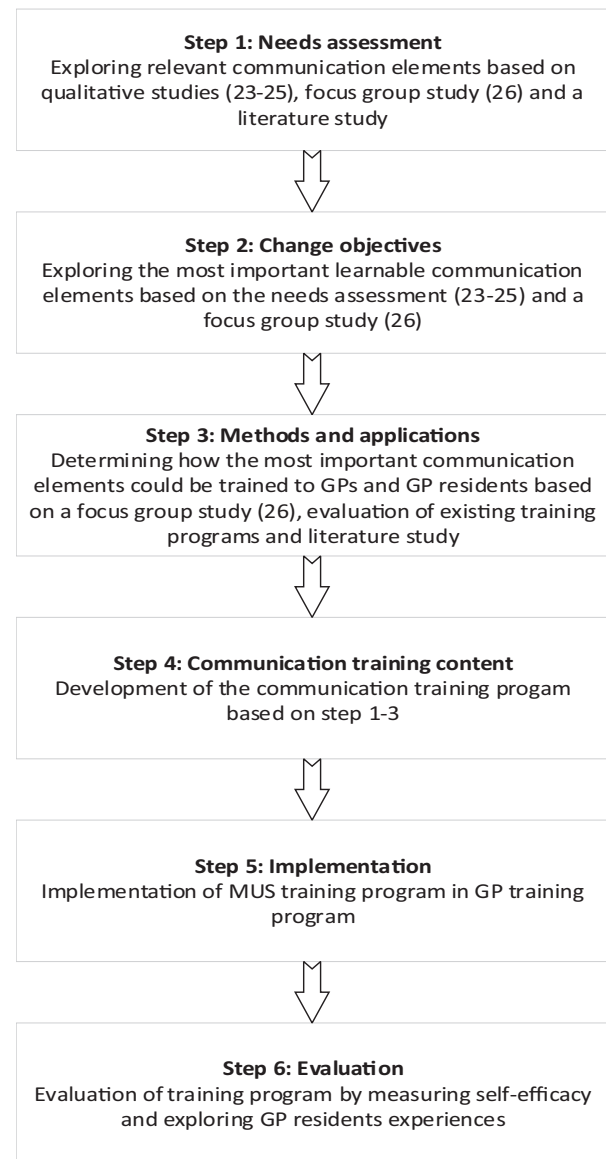 Step 1: Needs assessment
Exploring relevant communication elements based on
qualitative studies (23-25), focus group study (26) and a
literature study
Step 2: Change objectives
Exploring the most important learnable communication
elements based on the needs assessment (23-25) and a
focus group study (26)
Step 3: Methods and applications
Determining how the most important communication
elements could be trained to GPs and GP residents based
on a focus group study (26), evaluation of existing training
programs and literature study
Step 4: Communication training content
Development of the communication training progam
based on step 1-3
Step 5: Implementation
Implementation of MUS training program in GP training
program
Step 6: Evaluation
Evaluation of training program by measuring self-efficacy
and exploring GP residents experiences